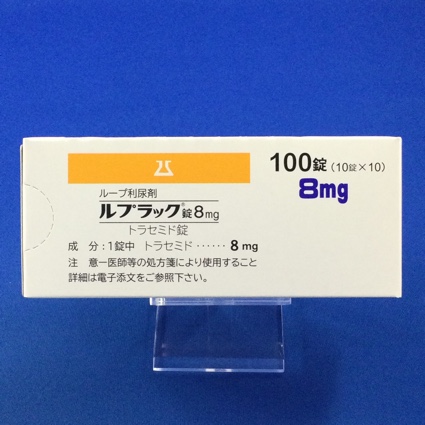 100錠(10錠×10)
8mg
ループ利尿剤
ルプラック®錠8mg
トラセミド錠
成　分:1錠中　トラセミド‥‥‥8mg
注　意−医師等の処方箋により使用すること
詳細は電子添文をご参照下さい。